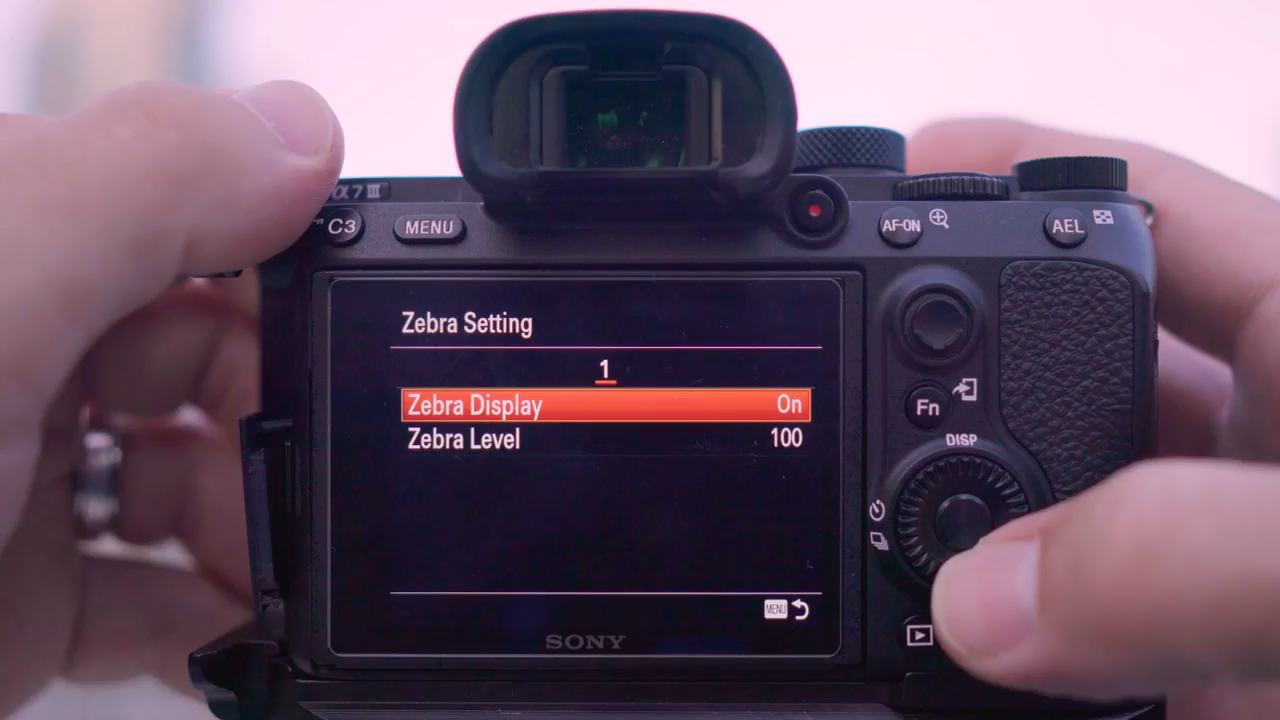 α7 III
C3
MENU
AF-ON
AEL
Zebra Setting
1
Zebra Display On
Zebra Level 100
Fn
DISP
MENU
SONY